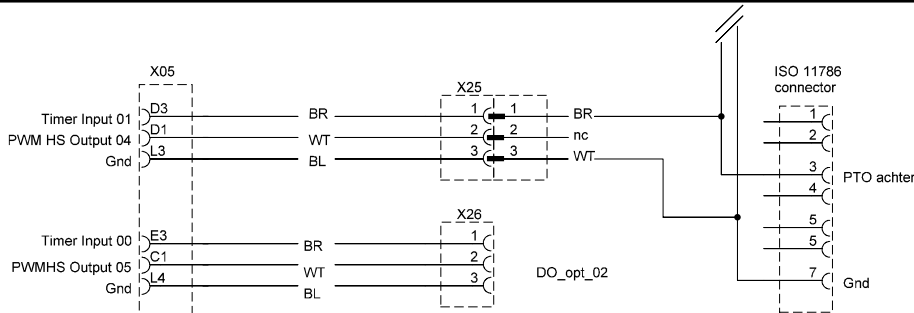 X05
X25
ISO 11786
connector
Timer Input 01 D3 BR 1 1 BR 1
PWM HS Output 04 D1 WT 2 2 nc 2
Gnd L3 BL 3 3 WT
3 PTO achter
4
X26
Timer Input 00 E3 BR 1 5
PWMHS Output 05 C1 WT 2 DO_opt_02 5
Gnd L4 BL 3 7 Gnd